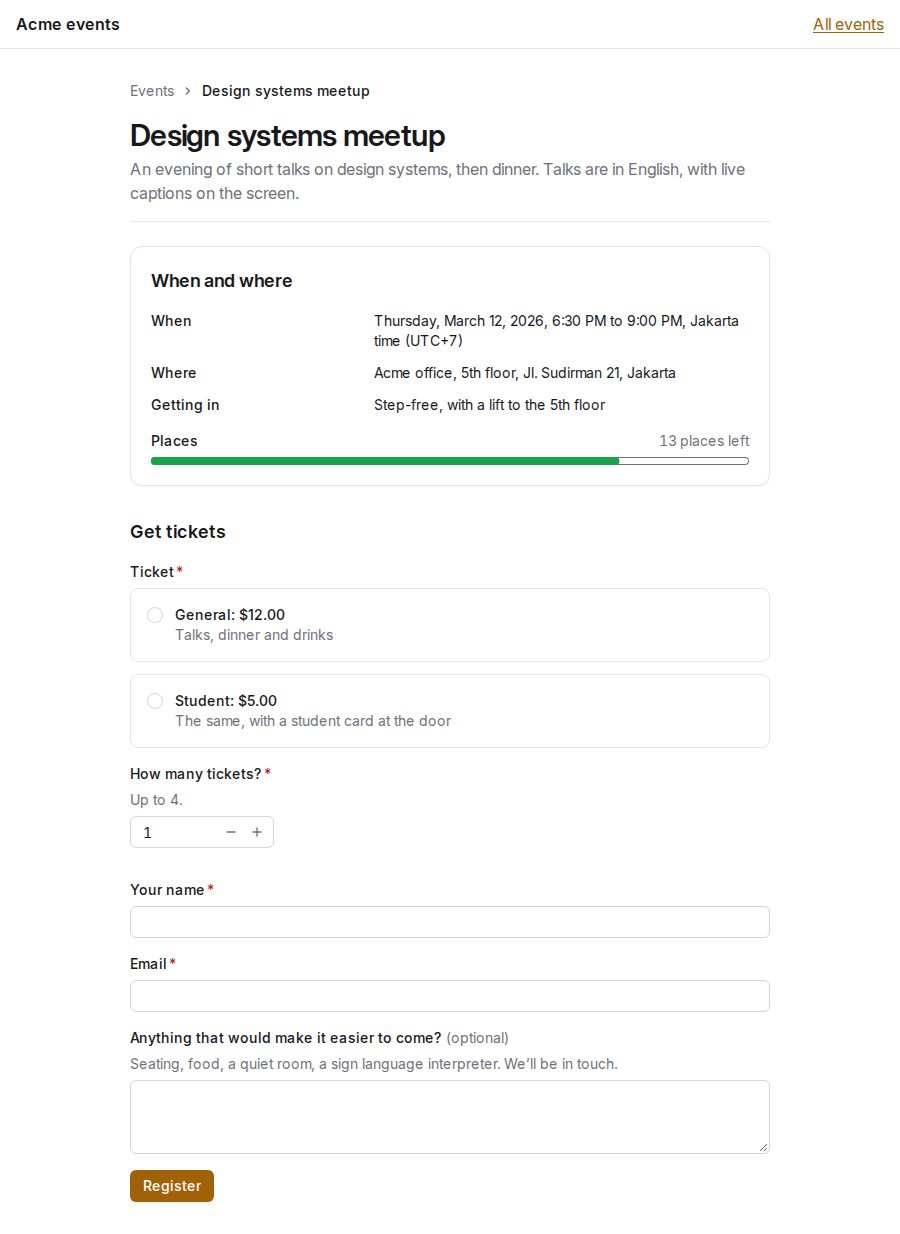 Acme events
All events
Events
Design systems meetup
Design systems meetup
An evening of short talks on design systems, then dinner. Talks are in English, with live
captions on the screen.
When and where
When
Thursday, March 12, 2026, 6:30 PM to 9:00 PM, Jakarta
time (UTC+7)
Where
Acme office, 5th floor, Jl. Sudirman 21, Jakarta
Getting in
Step-free, with a lift to the 5th floor
Places
13 places left
Get tickets
Ticket *
General: $12.00
Talks, dinner and drinks
Student: $5.00
The same, with a student card at the door
How many tickets? *
Up to 4.
1
Your name *
Email *
Anything that would make it easier to come? (optional)
Seating, food, a quiet room, a sign language interpreter. We’ll be in touch.
Register